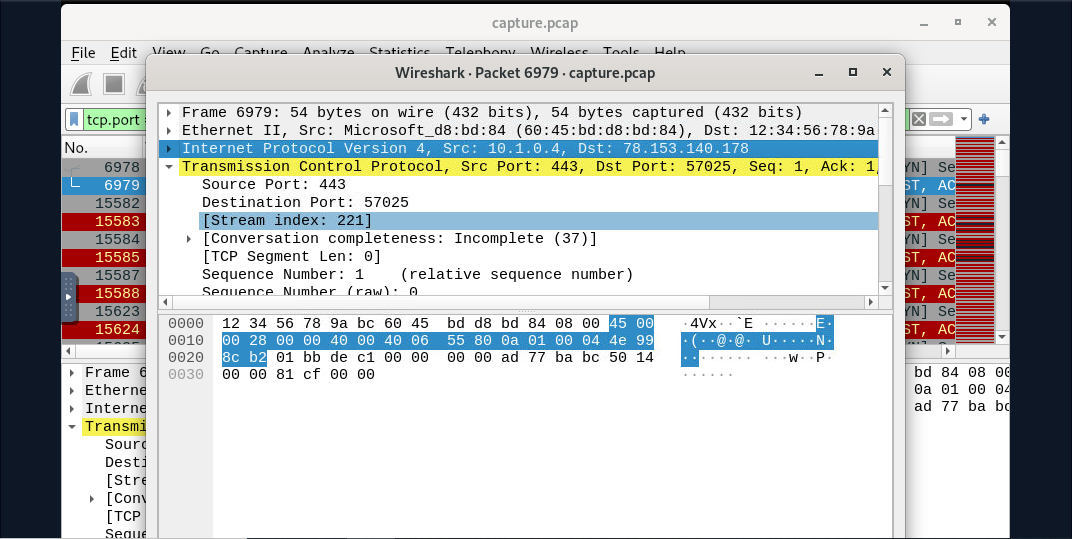 capture.pcap
File Edit View Go Capture Analyze Statistics Telephony Wireless Tools Help
Wireshark · Packet 6979 · capture.pcap
tcp.port
No.
6978
6979
15582
15583
15584
15585
15587
15588
15623
15624
Frame 6979: 54 bytes on wire (432 bits), 54 bytes captured (432 bits)
Ethernet II, Src: Microsoft_d8:bd:84 (60:45:bd:d8:bd:84), Dst: 12:34:56:78:9a
Internet Protocol Version 4, Src: 10.1.0.4, Dst: 78.153.140.178
Transmission Control Protocol, Src Port: 443, Dst Port: 57025, Seq: 1, Ack: 1,
Source Port: 443
Destination Port: 57025
[Stream index: 221]
[Conversation completeness: Incomplete (37)]
[TCP Segment Len: 0]
Sequence Number: 1 (relative sequence number)
Sequence Number (raw): 0
0000 12 34 56 78 9a bc 60 45 bd d8 bd 84 08 00 45 00 ·4Vx··`E ······E·
0010 00 28 00 00 40 00 40 06 55 80 0a 01 00 04 4e 99 ·(··@·@· U·····N·
0020 8c b2 01 bb de c1 00 00 00 00 ad 77 ba bc 50 14 ········ ···w··P·
0030 00 00 81 cf 00 00 ······
YN] Se
ST, AC
YN] Se
ST, AC
YN] Se
ST, AC
YN] Se
ST, AC
YN] Se
ST, AC
Frame 6
Etherne
Interne
Transmi
Sourc
Desti
[Stre
[Conv
[TCP
Seque
bd 84 08 00
0a 01 00 04
ad 77 ba bc